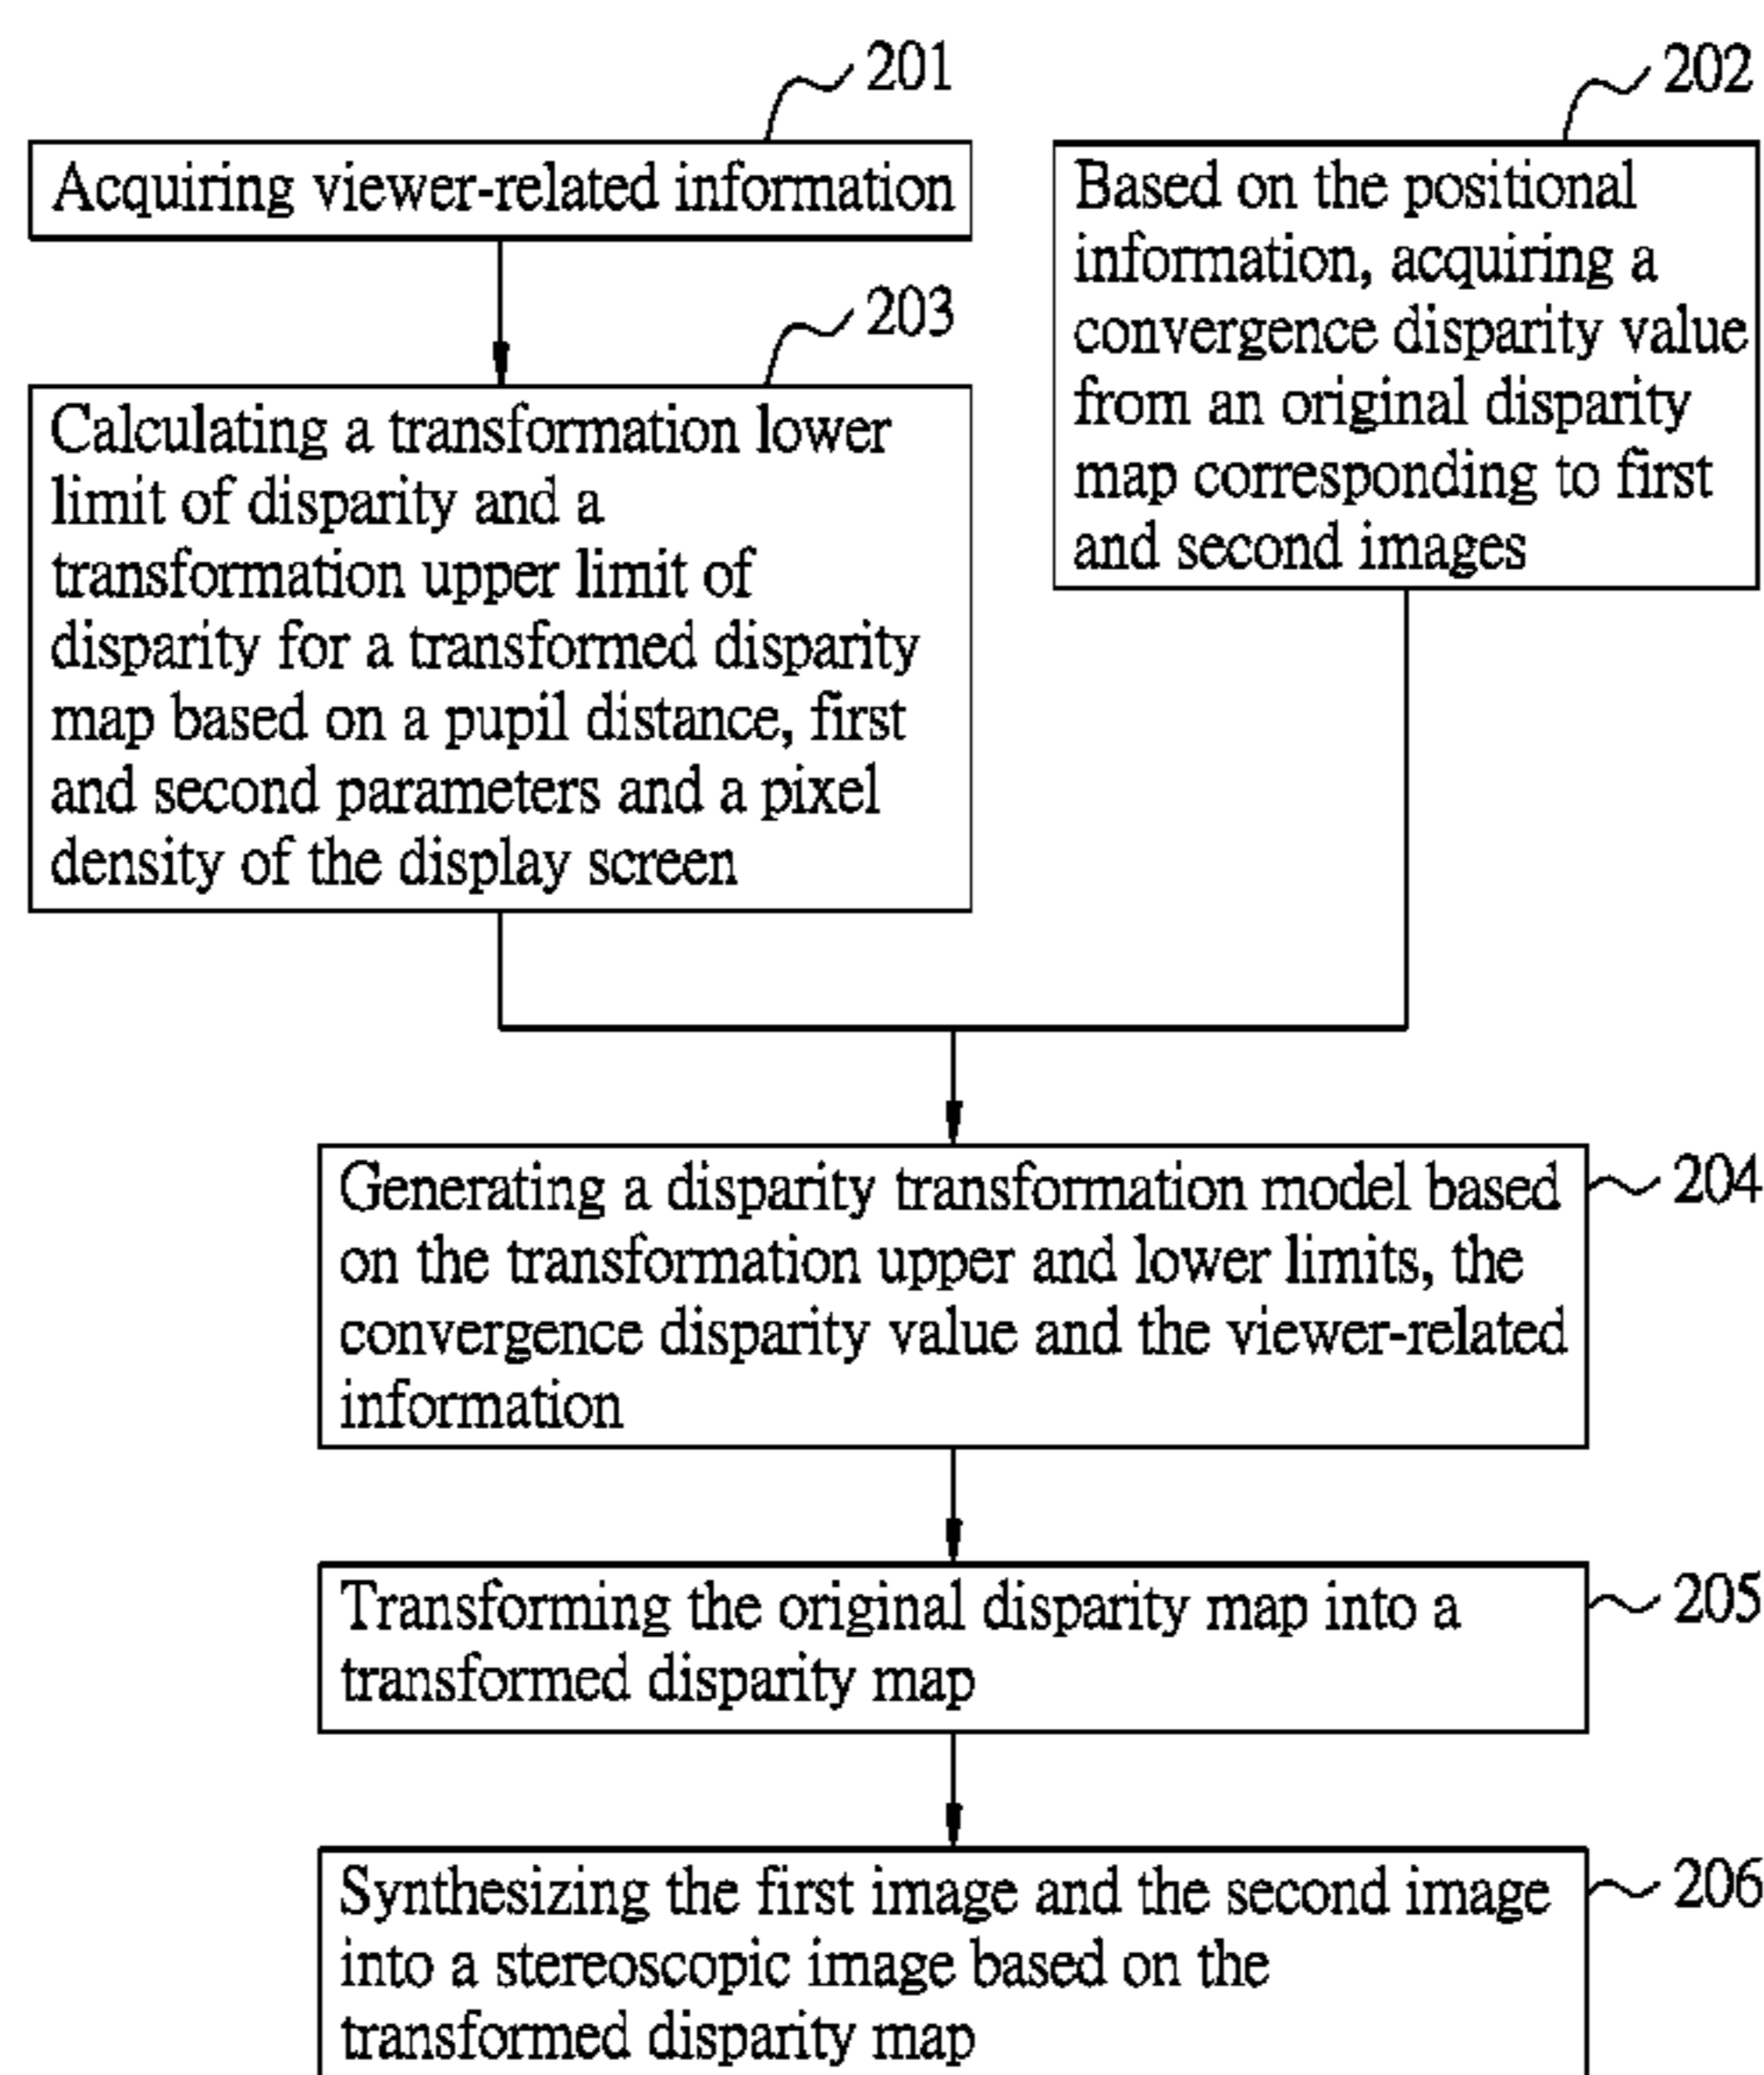 201
Acquiring viewer-related information
202
Based on the positional
information, acquiring a
convergence disparity value
from an original disparity
map corresponding to first
and second images
203
Calculating a transformation lower
limit of disparity and a
transformation upper limit of
disparity for a transformed disparity
map based on a pupil distance, first
and second parameters and a pixel
density of the display screen
204
Generating a disparity transformation model based
on the transformation upper and lower limits, the
convergence disparity value and the viewer-related
information
205
Transforming the original disparity map into a
transformed disparity map
206
Synthesizing the first image and the second image
into a stereoscopic image based on the
transformed disparity map